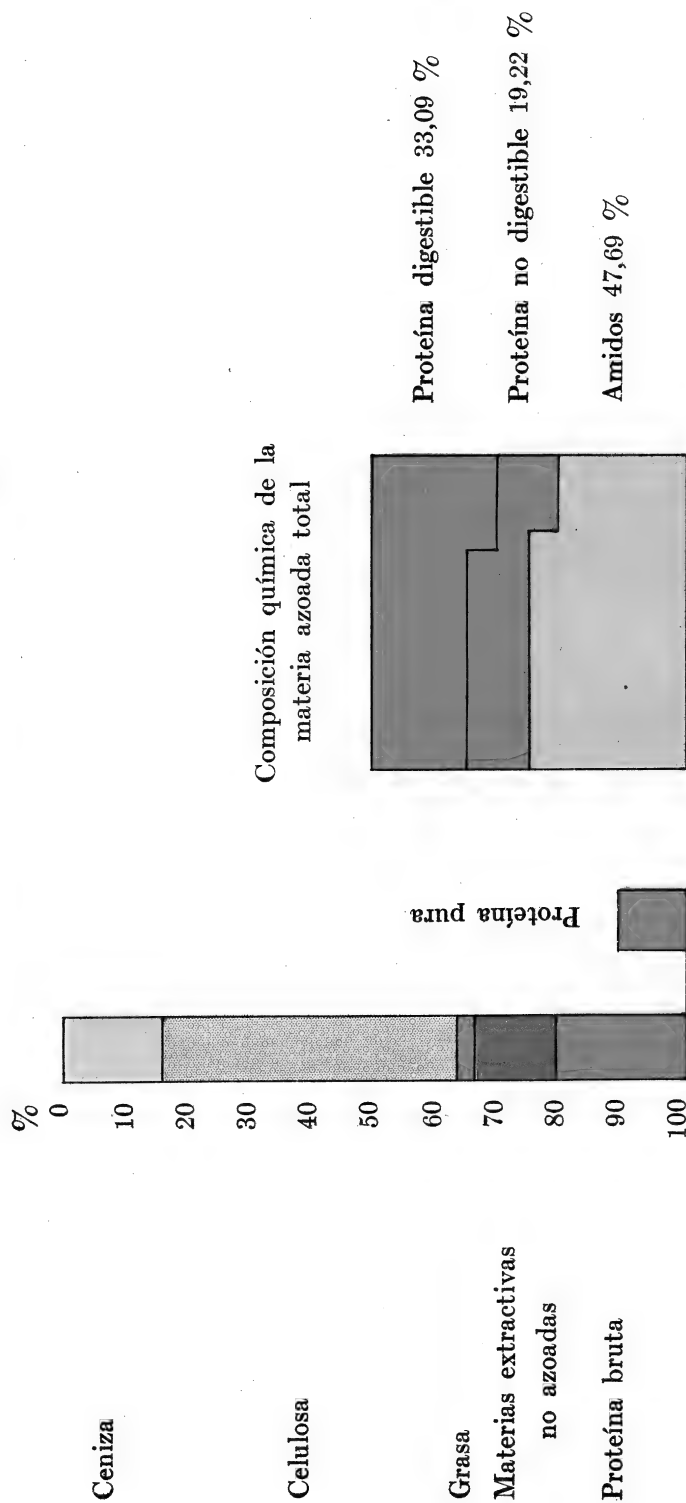 Ceniza
Celulosa
Grasa
Materias extractivas
no azoadas
Proteína bruta
%
0
10
20
30
40
50
60
70
80
90
100
Proteína pura
Composición química de la
materia azoada total
Proteína digestible 33,09 %
Proteína no digestible 19,22 %
Amidos 47,69 %